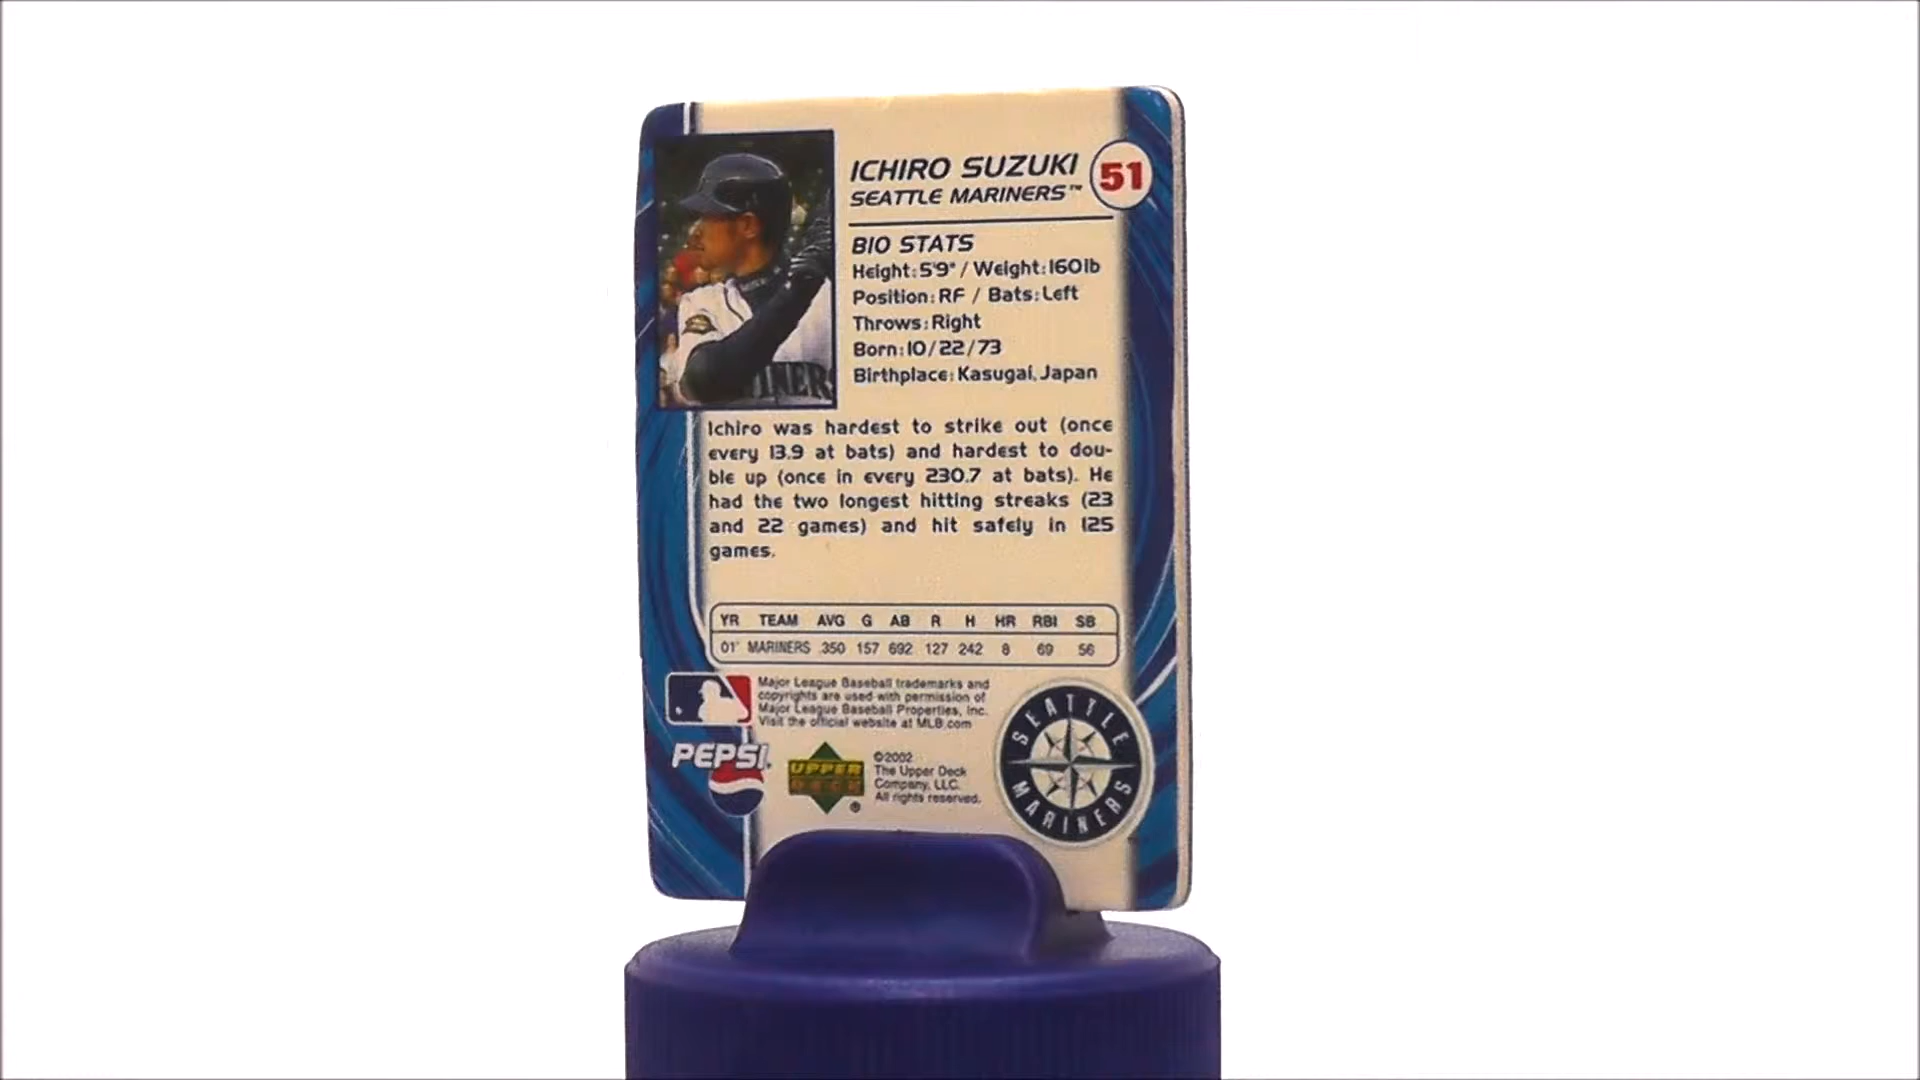 ICHIRO SUZUKI
SEATTLE MARINERS™
51
BIO STATS
Height: 5'9" / Weight: 160lb
Position: RF / Bats: Left
Throws: Right
Born: 10/22/73
Birthplace: Kasugai, Japan
INERS
Ichiro was hardest to strike out (once
every 13.9 at bats) and hardest to dou-
ble up (once in every 230.7 at bats). He
had the two longest hitting streaks (23
and 22 games) and hit safely in 125
games.
YR TEAM AVG G AB R H HR RBI SB
01' MARINERS .350 157 692 127 242 8 69 56
Major League Baseball trademarks and
copyrights are used with permission of
Major League Baseball Properties, Inc.
Visit the official website at MLB.com
PEPSI®
UPPER
DECK
®
©2002
The Upper Deck
Company, LLC.
All rights reserved.
SEATTLE
MARINERS